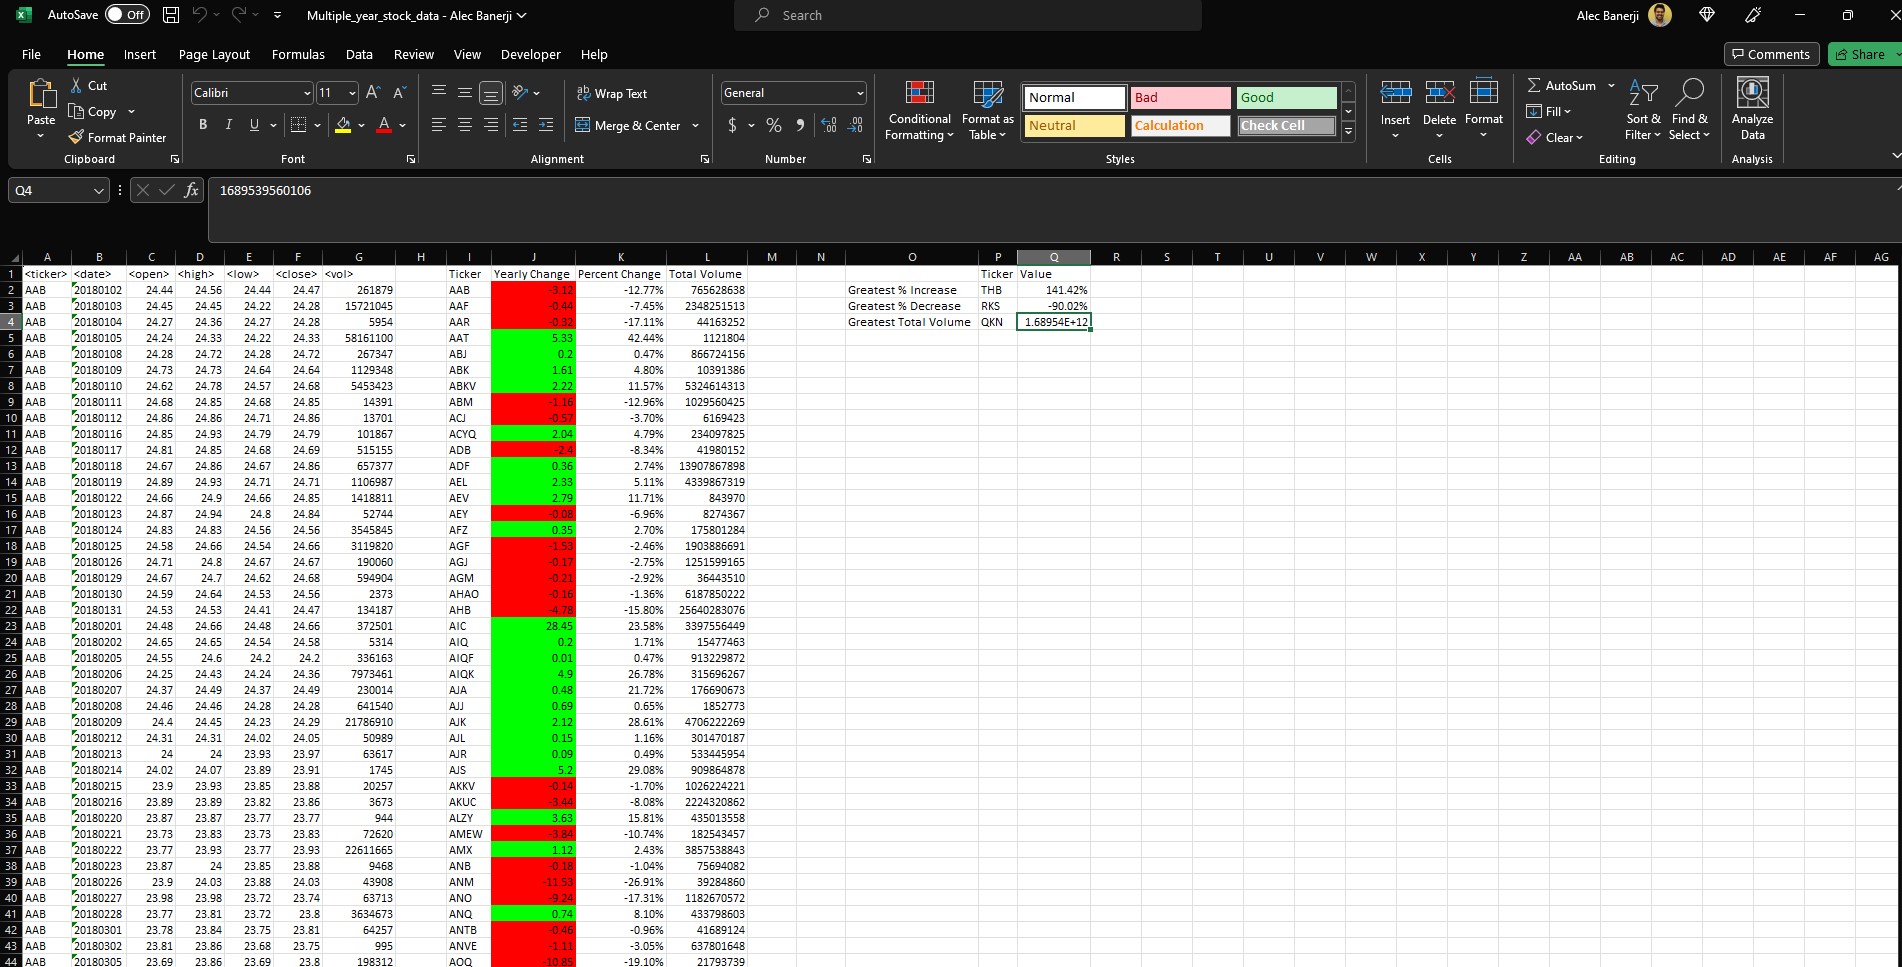 AutoSave Off Multiple_year_stock_data - Alec Banerji Search Alec Banerji
File Home Insert Page Layout Formulas Data Review View Developer Help Comments Share
Paste Cut Copy Format Painter Clipboard
Calibri 11 B I U Font
Wrap Text Merge & Center Alignment
General $ % Number
Conditional Formatting Format as Table
Normal Bad Good
Neutral Calculation Check Cell
Styles
Insert Delete Format Cells
AutoSum Fill Clear Sort & Filter Find & Select Editing
Analyze Data Analysis
Q4 fx 1689539560106
A B C D E F G H I J K L M N O P Q R S T U V W X Y Z AA AB AC AD AE AF AG
1 <ticker> <date> <open> <high> <low> <close> <vol> Ticker Yearly Change Percent Change Total Volume Ticker Value
2 AAB 20180102 24.44 24.56 24.44 24.47 261879 AAB -3.12 -12.77% 765628638 Greatest % Increase THB 141.42%
3 AAB 20180103 24.45 24.45 24.22 24.28 15721045 AAF -0.44 -7.45% 2348251513 Greatest % Decrease RKS -90.02%
4 AAB 20180104 24.27 24.36 24.27 24.28 5954 AAR -0.32 -17.11% 44163252 Greatest Total Volume QKN 1.68954E+12
5 AAB 20180105 24.24 24.33 24.22 24.33 58161100 AAT 5.33 42.44% 1121804
6 AAB 20180108 24.28 24.72 24.28 24.72 267347 ABJ 0.2 0.47% 866724156
7 AAB 20180109 24.73 24.73 24.64 24.64 1129348 ABK 1.61 4.80% 10391386
8 AAB 20180110 24.62 24.78 24.57 24.68 5453423 ABKV 2.22 11.57% 5324614313
9 AAB 20180111 24.68 24.85 24.68 24.85 14391 ABM -1.16 -12.96% 1029560425
10 AAB 20180112 24.86 24.86 24.71 24.86 13701 ACJ -0.57 -3.70% 6169423
11 AAB 20180116 24.85 24.93 24.79 24.79 101867 ACYQ 2.04 4.79% 234097825
12 AAB 20180117 24.81 24.85 24.68 24.69 515155 ADB -2.4 -8.34% 41980152
13 AAB 20180118 24.67 24.86 24.67 24.86 657377 ADF 0.36 2.74% 13907867898
14 AAB 20180119 24.89 24.93 24.71 24.71 1106987 AEL 2.33 5.11% 4339867319
15 AAB 20180122 24.66 24.9 24.66 24.85 1418811 AEV 2.79 11.71% 843970
16 AAB 20180123 24.87 24.94 24.8 24.84 52744 AEY -0.08 -6.96% 8274367
17 AAB 20180124 24.83 24.83 24.56 24.56 3545845 AFZ 0.35 2.70% 175801284
18 AAB 20180125 24.58 24.66 24.54 24.66 3119820 AGF -1.53 -2.46% 1903886691
19 AAB 20180126 24.71 24.8 24.67 24.67 190060 AGJ -0.17 -2.75% 1251599165
20 AAB 20180129 24.67 24.7 24.62 24.68 594904 AGM -0.21 -2.92% 36443510
21 AAB 20180130 24.59 24.64 24.53 24.56 2373 AHAO -0.16 -1.36% 6187850222
22 AAB 20180131 24.53 24.53 24.41 24.47 134187 AHB -4.78 -15.80% 25640283076
23 AAB 20180201 24.48 24.66 24.48 24.66 372501 AIC 28.45 23.58% 3397556449
24 AAB 20180202 24.65 24.65 24.54 24.58 5314 AIQ 0.2 1.71% 15477463
25 AAB 20180205 24.55 24.6 24.2 24.2 336163 AIQF 0.01 0.47% 913229872
26 AAB 20180206 24.25 24.43 24.24 24.36 7973461 AIQK 4.9 26.78% 315696267
27 AAB 20180207 24.37 24.49 24.37 24.49 230014 AJA 0.48 21.72% 176690673
28 AAB 20180208 24.46 24.46 24.28 24.28 641540 AJJ 0.69 0.65% 1852773
29 AAB 20180209 24.4 24.45 24.23 24.29 21786910 AJK 2.12 28.61% 4706222269
30 AAB 20180212 24.31 24.31 24.02 24.05 50989 AJL 0.15 1.16% 301470187
31 AAB 20180213 24 24 23.93 23.97 63617 AJR 0.09 0.49% 533445954
32 AAB 20180214 24.02 24.07 23.89 23.91 1745 AJS 5.2 29.08% 909864878
33 AAB 20180215 23.9 23.93 23.85 23.88 20257 AKKV -0.14 -1.70% 1026224221
34 AAB 20180216 23.89 23.89 23.82 23.86 3673 AKUC -3.44 -8.08% 2224320862
35 AAB 20180220 23.87 23.87 23.77 23.77 944 ALZY 3.63 15.81% 435013558
36 AAB 20180221 23.73 23.83 23.73 23.83 72620 AMEW -3.84 -10.74% 182543457
37 AAB 20180222 23.77 23.93 23.77 23.93 22611665 AMX 1.12 2.43% 3857538843
38 AAB 20180223 23.87 24 23.85 23.88 9468 ANB -0.18 -1.04% 75694082
39 AAB 20180226 23.9 24.03 23.88 24.03 43908 ANM -11.53 -26.91% 39284860
40 AAB 20180227 23.98 23.98 23.72 23.74 63713 ANO -9.24 -17.31% 1182670572
41 AAB 20180228 23.77 23.81 23.72 23.8 3634673 ANQ 0.74 8.10% 433798603
42 AAB 20180301 23.78 23.84 23.75 23.81 64257 ANTB -0.46 -0.96% 41689124
43 AAB 20180302 23.81 23.86 23.68 23.75 995 ANVE -1.11 -3.05% 637801648
44 AAB 20180305 23.69 23.86 23.69 23.8 198312 AOQ -10.85 -19.10% 21793739